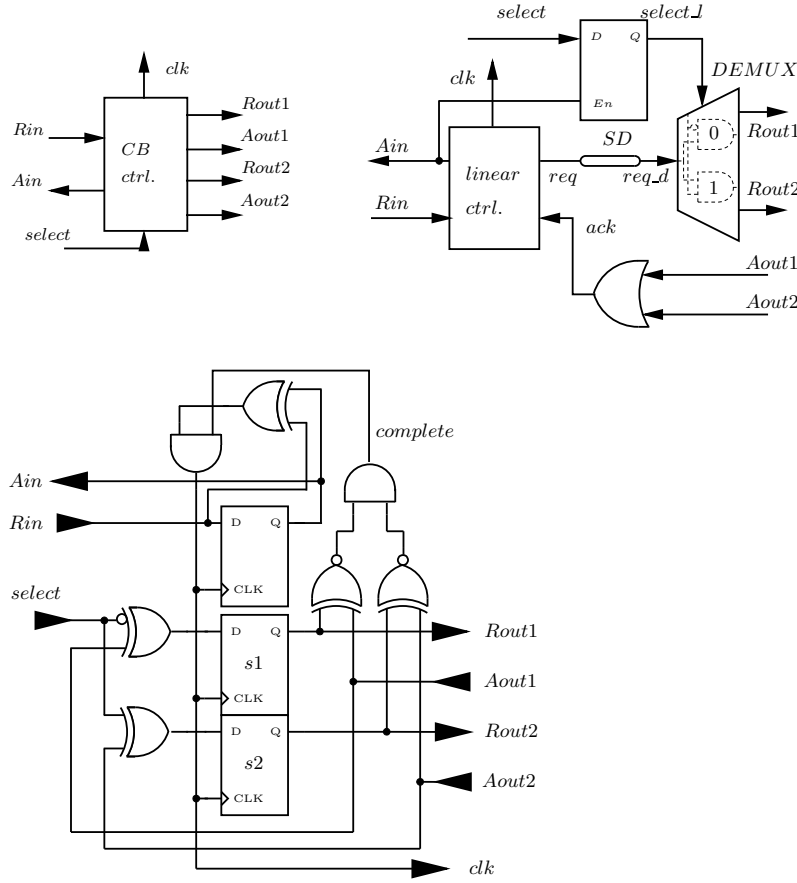 clk
Rin
Ain
select
CB
ctrl.
Rout1
Aout1
Rout2
Aout2
select
select_l
D
Q
En
DEMUX
clk
Ain
Rin
linear
ctrl.
SD
req
req_d
0
1
Rout1
Rout2
ack
Aout1
Aout2
complete
Ain
Rin
D
Q
CLK
select
D
Q
s1
CLK
D
Q
s2
CLK
Rout1
Aout1
Rout2
Aout2
clk